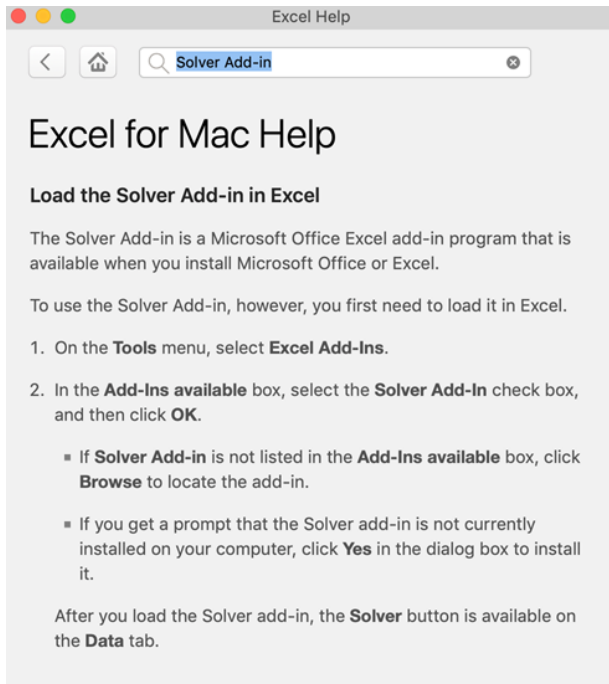 Excel Help
Solver Add-in
Excel for Mac Help
Load the Solver Add-in in Excel
The Solver Add-in is a Microsoft Office Excel add-in program that is
available when you install Microsoft Office or Excel.
To use the Solver Add-in, however, you first need to load it in Excel.
1. On the Tools menu, select Excel Add-Ins.
2. In the Add-Ins available box, select the Solver Add-In check box,
and then click OK.
▪ If Solver Add-in is not listed in the Add-Ins available box, click
Browse to locate the add-in.
▪ If you get a prompt that the Solver add-in is not currently
installed on your computer, click Yes in the dialog box to install
it.
After you load the Solver add-in, the Solver button is available on
the Data tab.